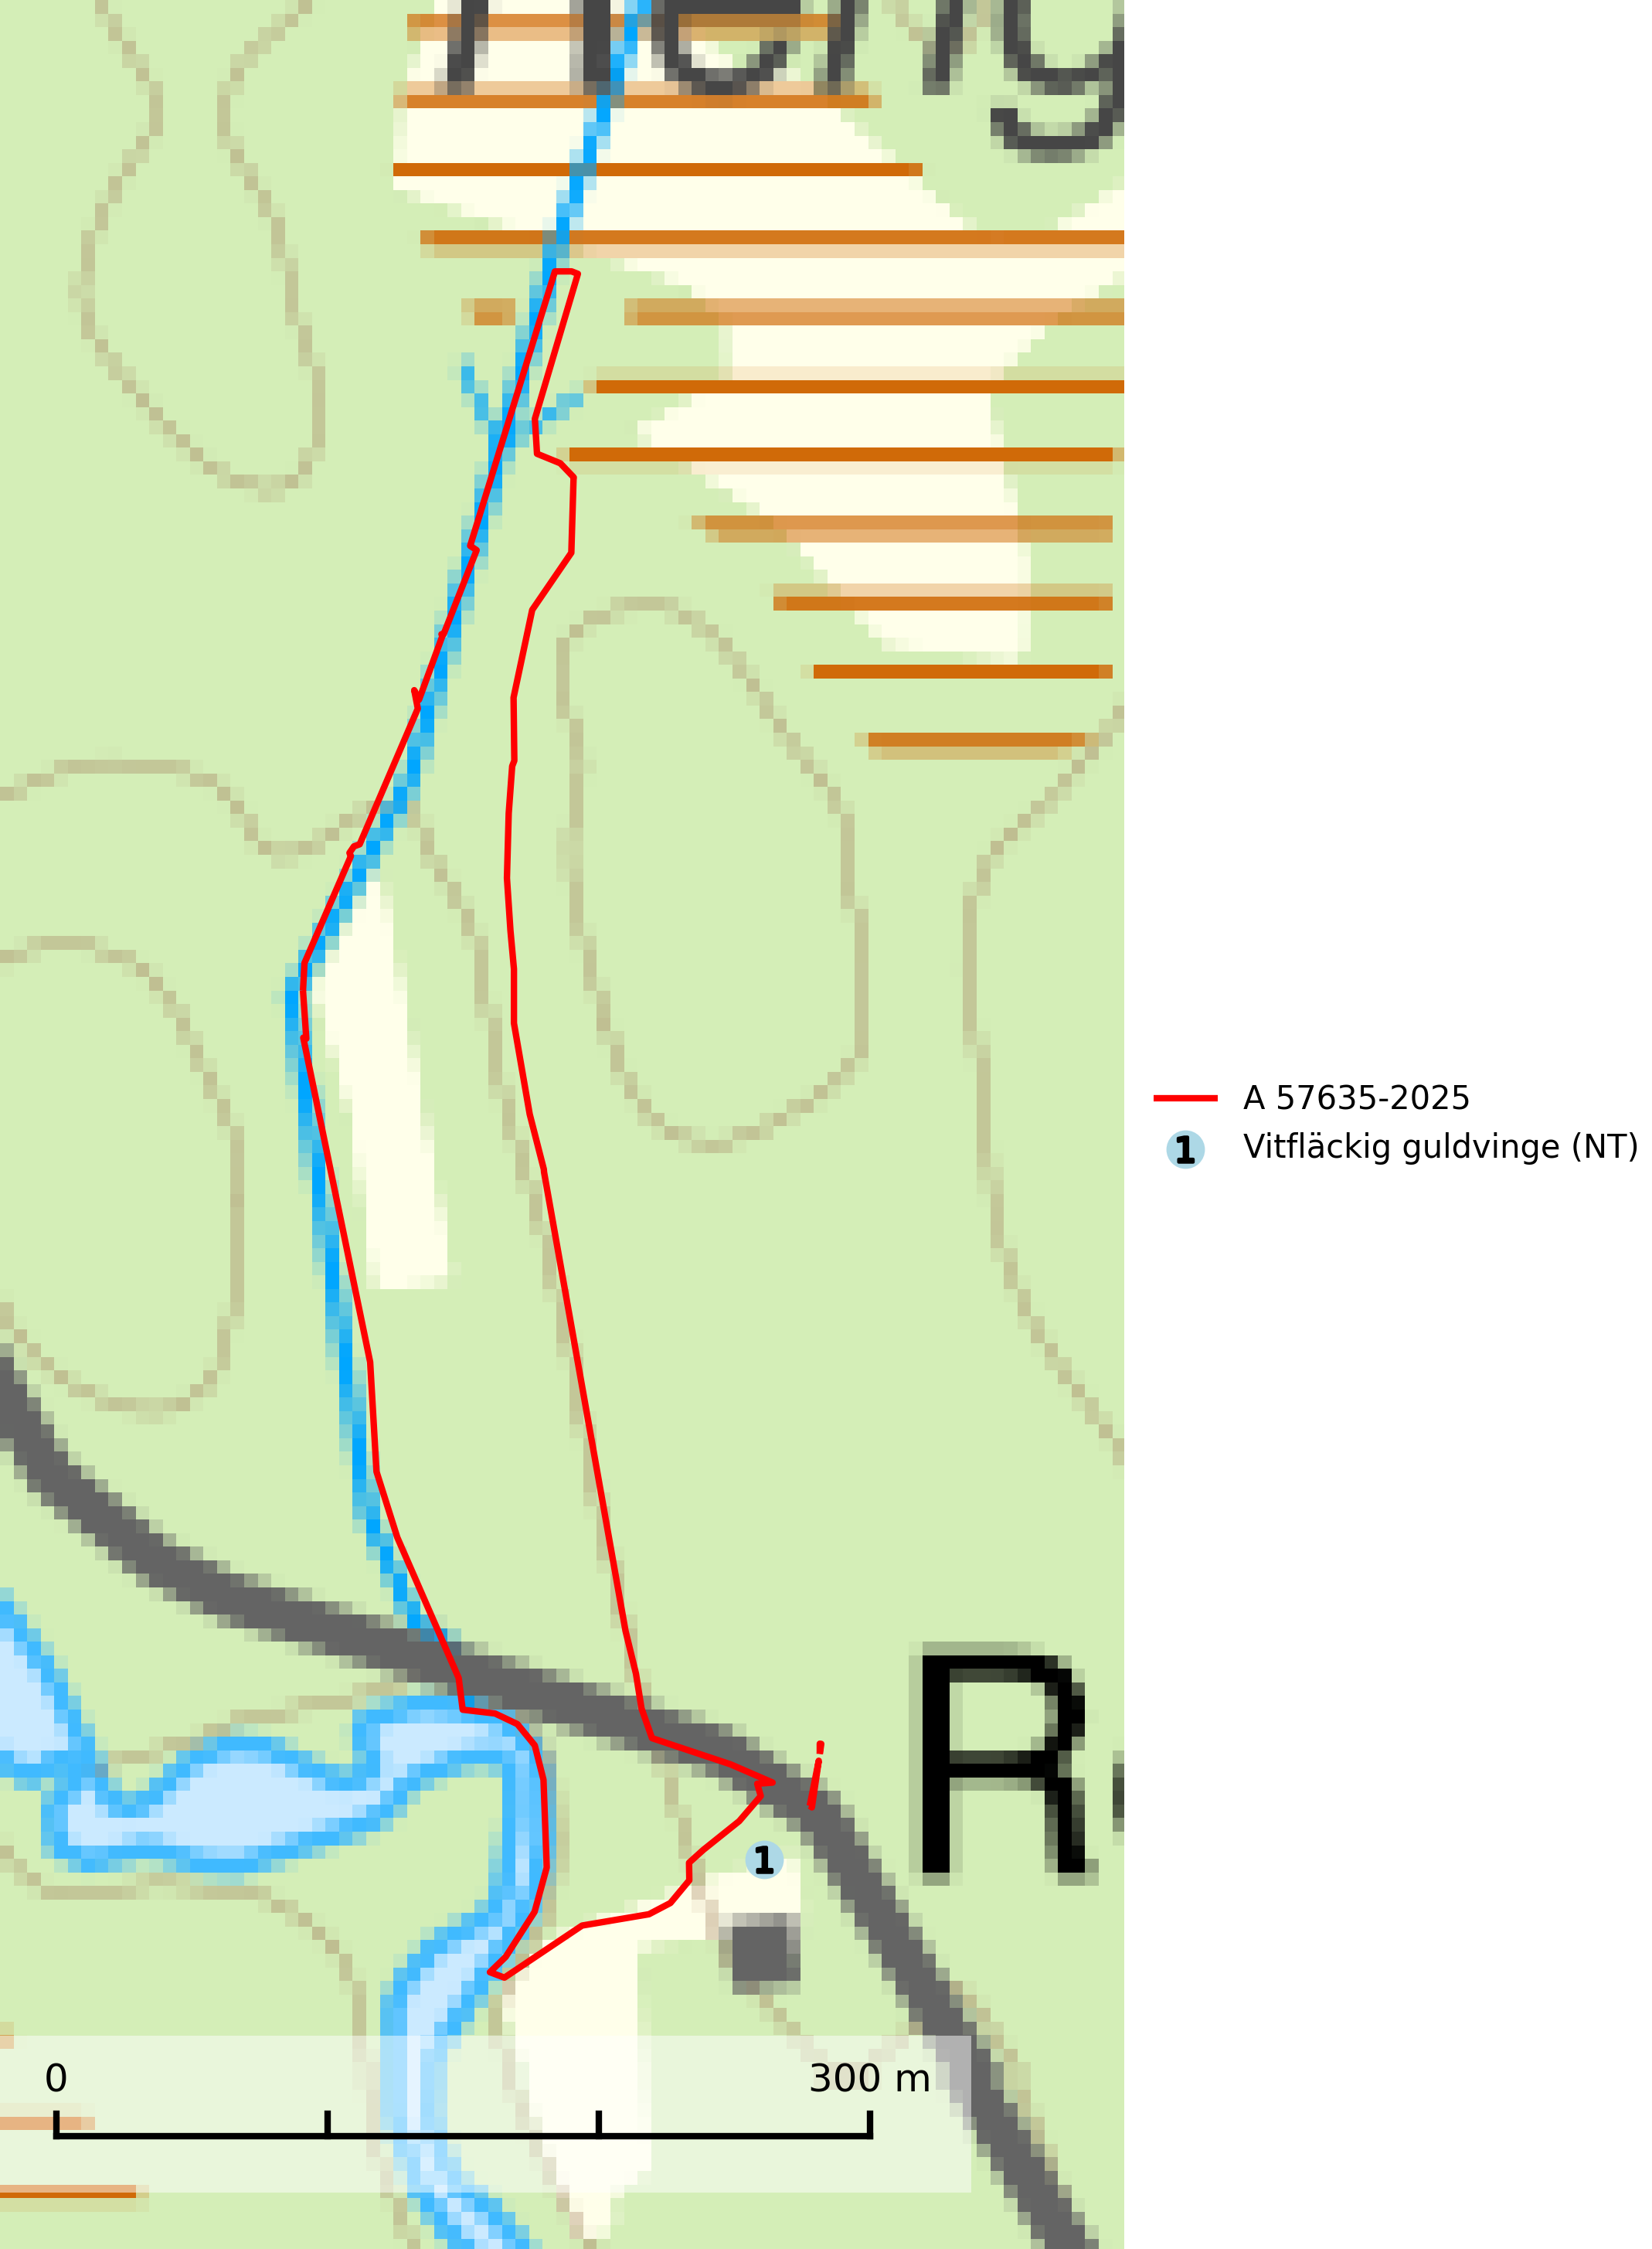 A 57635-2025
1 Vitfläckig guldvinge (NT)
R
1
0 300 m